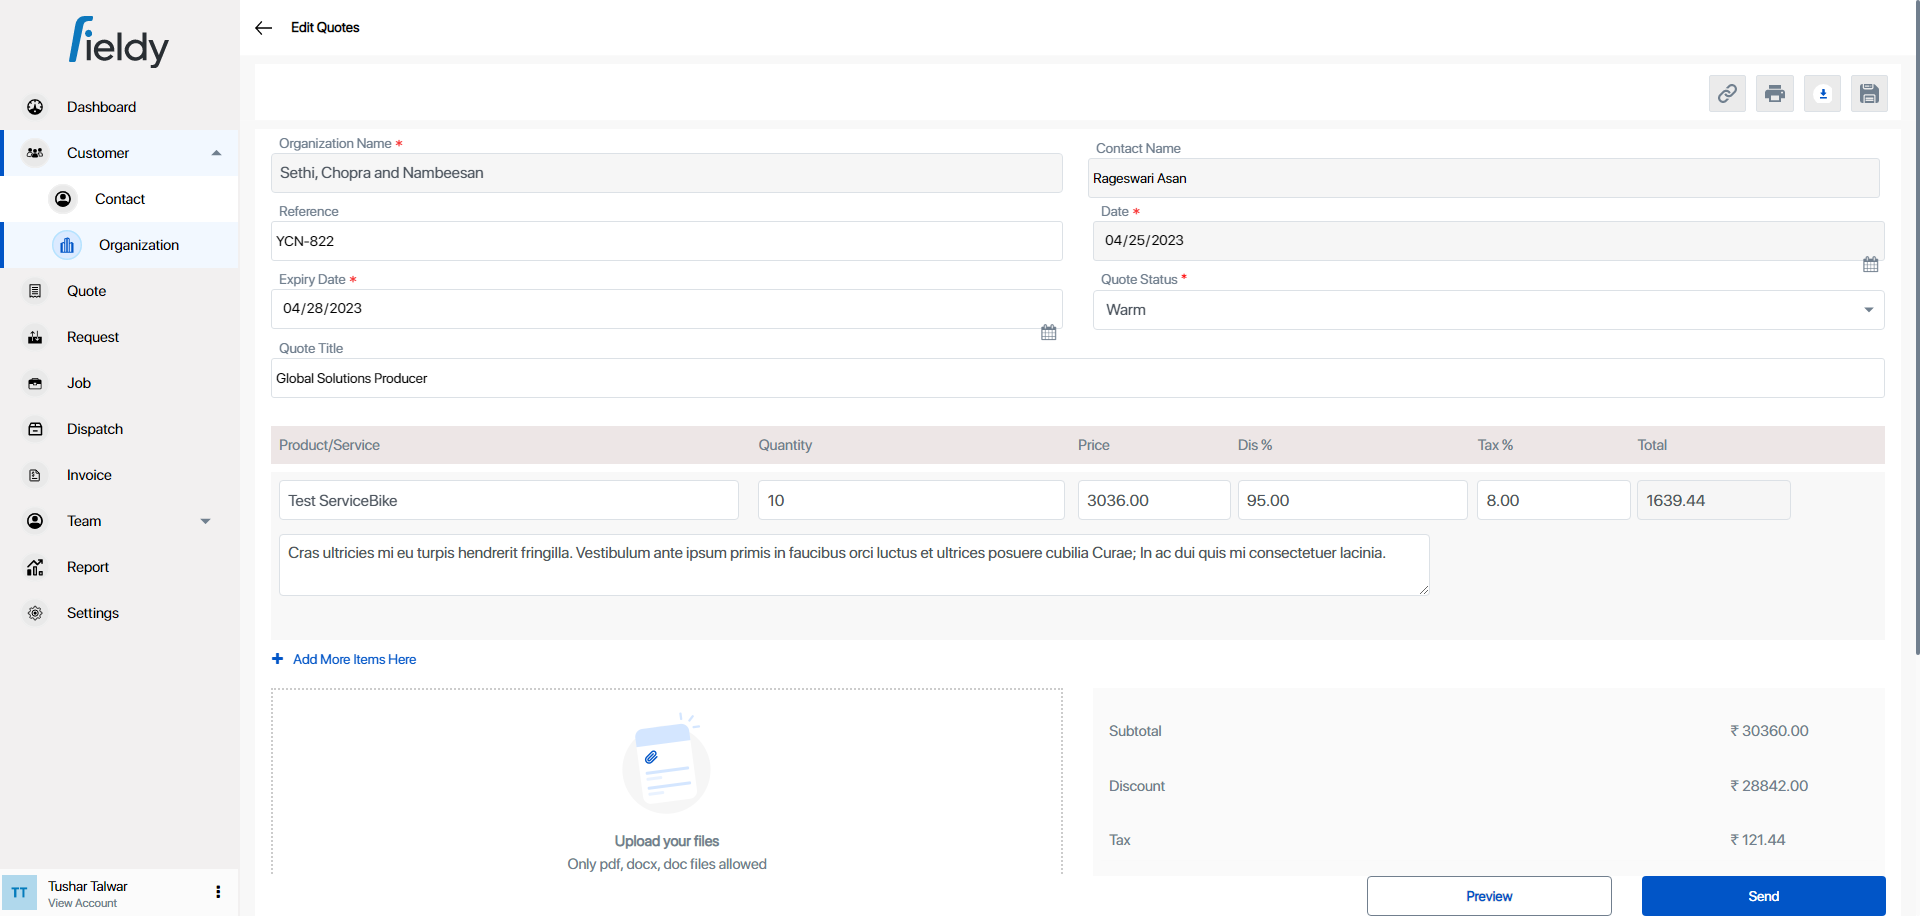 fieldy
Edit Quotes
Dashboard
Customer
Contact
Organization
Quote
Request
Job
Dispatch
Invoice
Team
Report
Settings
TT
Tushar Talwar
View Account
Organization Name *
Sethi, Chopra and Nambeesan
Contact Name
Rageswari Asan
Reference
YCN-822
Date *
04/25/2023
Expiry Date *
04/28/2023
Quote Status *
Warm
Quote Title
Global Solutions Producer
Product/Service Quantity Price Dis % Tax % Total
Test ServiceBike 10 3036.00 95.00 8.00 1639.44
Cras ultricies mi eu turpis hendrerit fringilla. Vestibulum ante ipsum primis in faucibus orci luctus et ultrices posuere cubilia Curae; In ac dui quis mi consectetuer lacinia.
+ Add More Items Here
Upload your files
Only pdf, docx, doc files allowed
Subtotal ₹ 30360.00
Discount ₹ 28842.00
Tax ₹ 121.44
Preview
Send